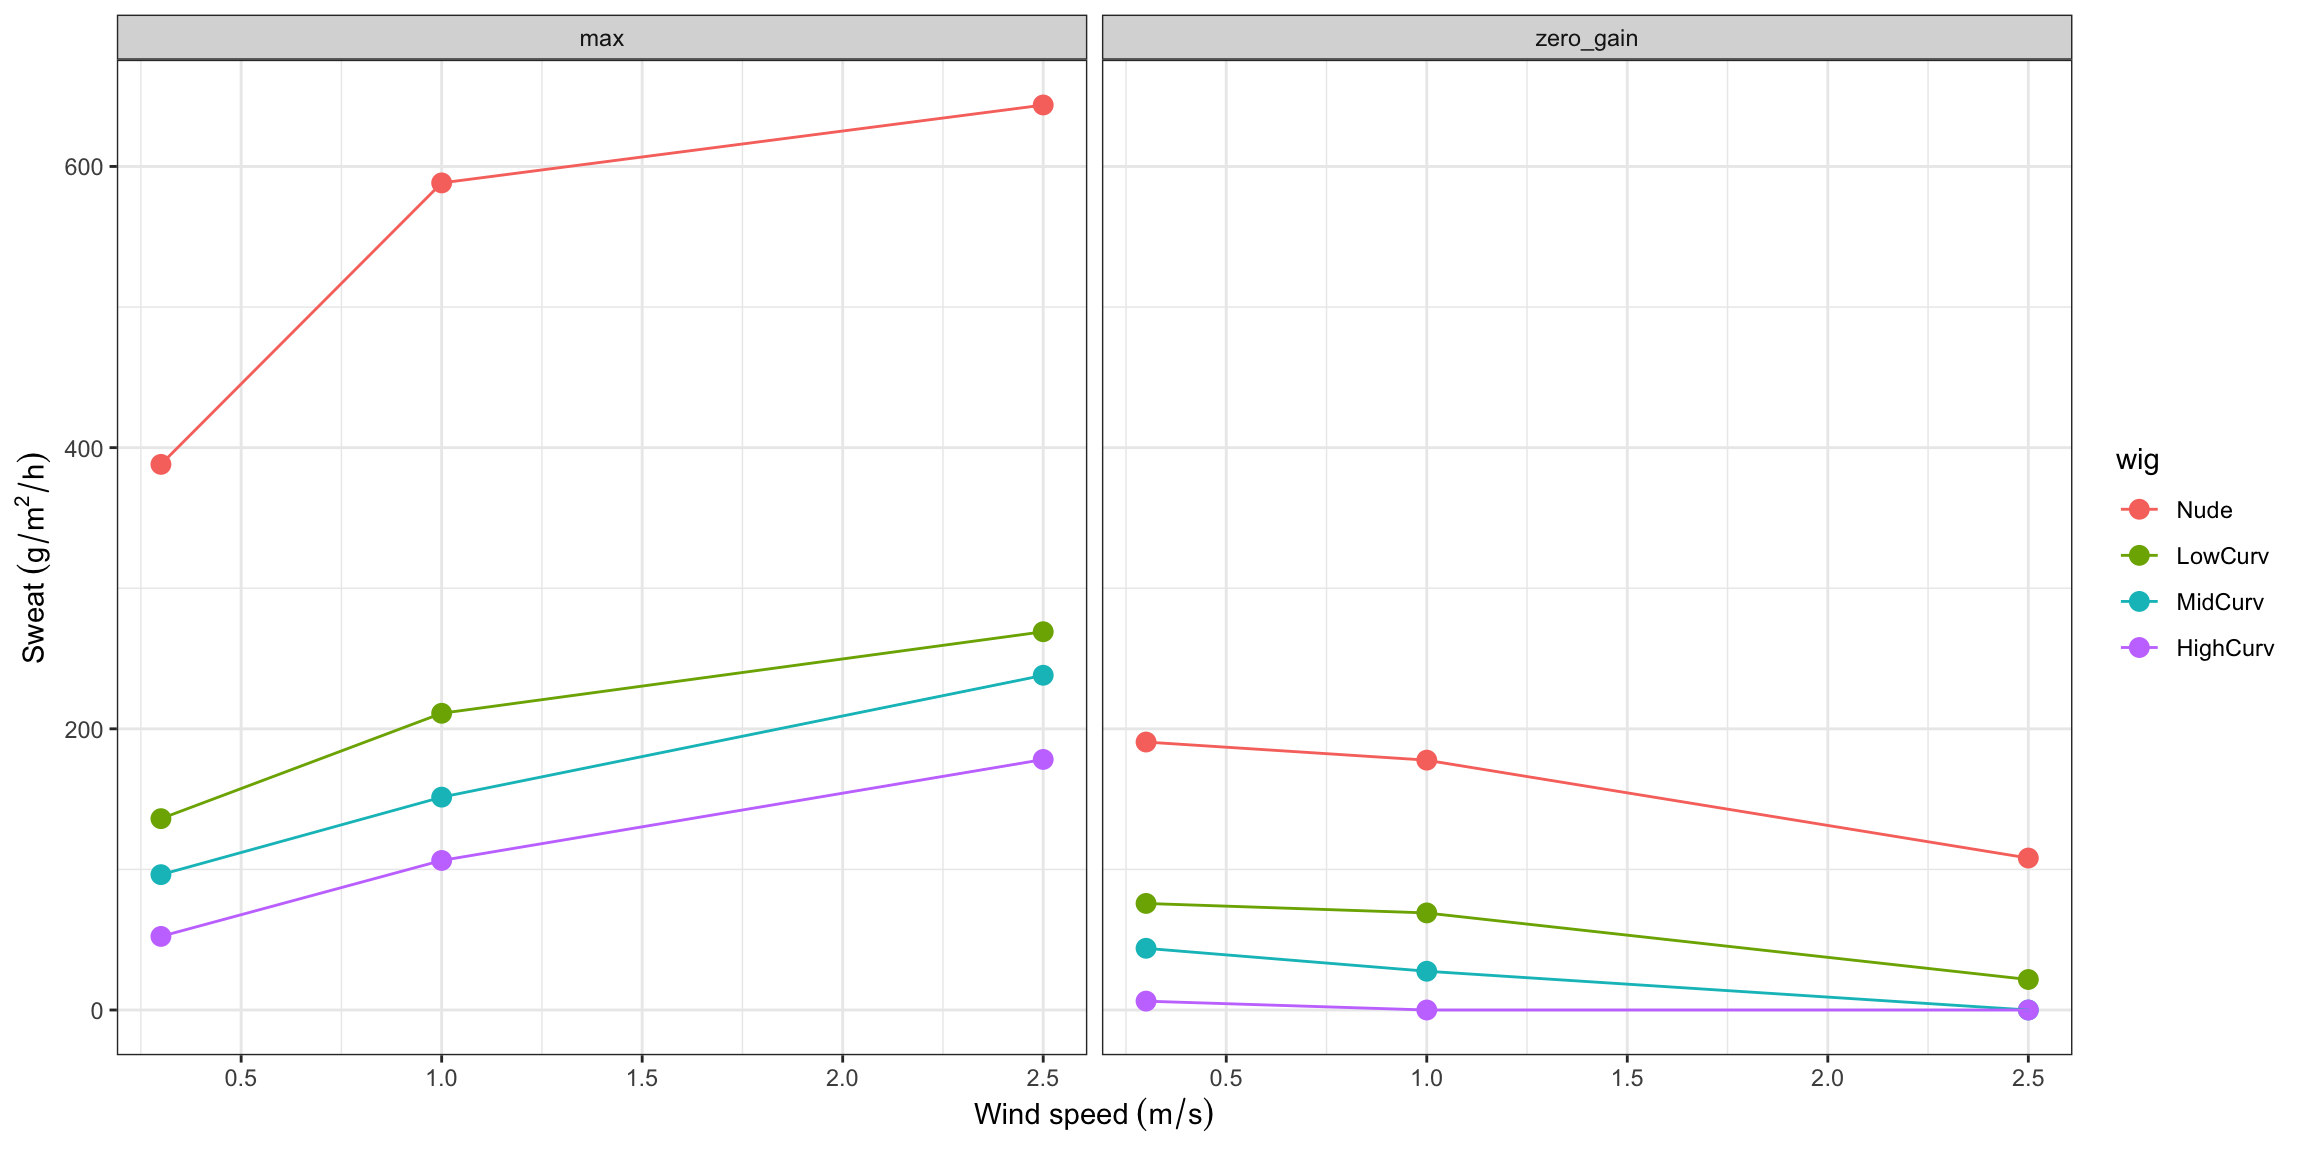 max
zero_gain
600
400
200
0
Sweat (g/m²/h)
0.5 1.0 1.5 2.0 2.5
0.5 1.0 1.5 2.0 2.5
Wind speed (m/s)
wig
Nude
LowCurv
MidCurv
HighCurv